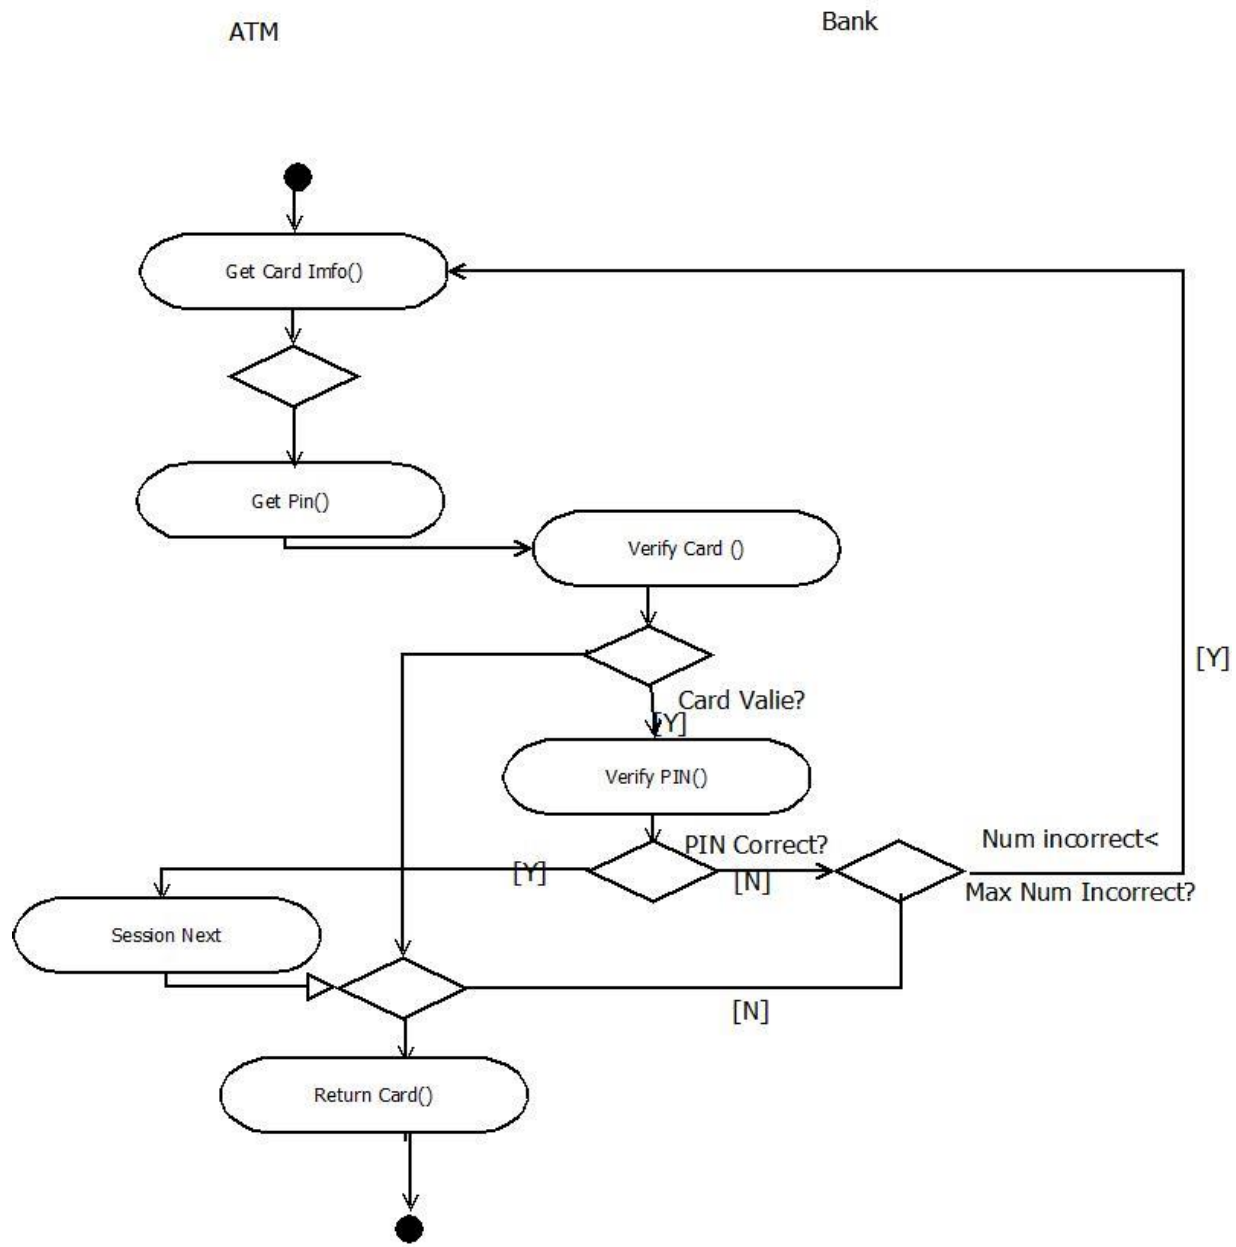 ATM
Bank
Get Card Imfo()
Get Pin()
Verify Card ()
[Y]
Card Valie?
[Y]
Verify PIN()
PIN Correct?
Num incorrect<
[Y]
[N]
Max Num Incorrect?
Session Next
[N]
Return Card()